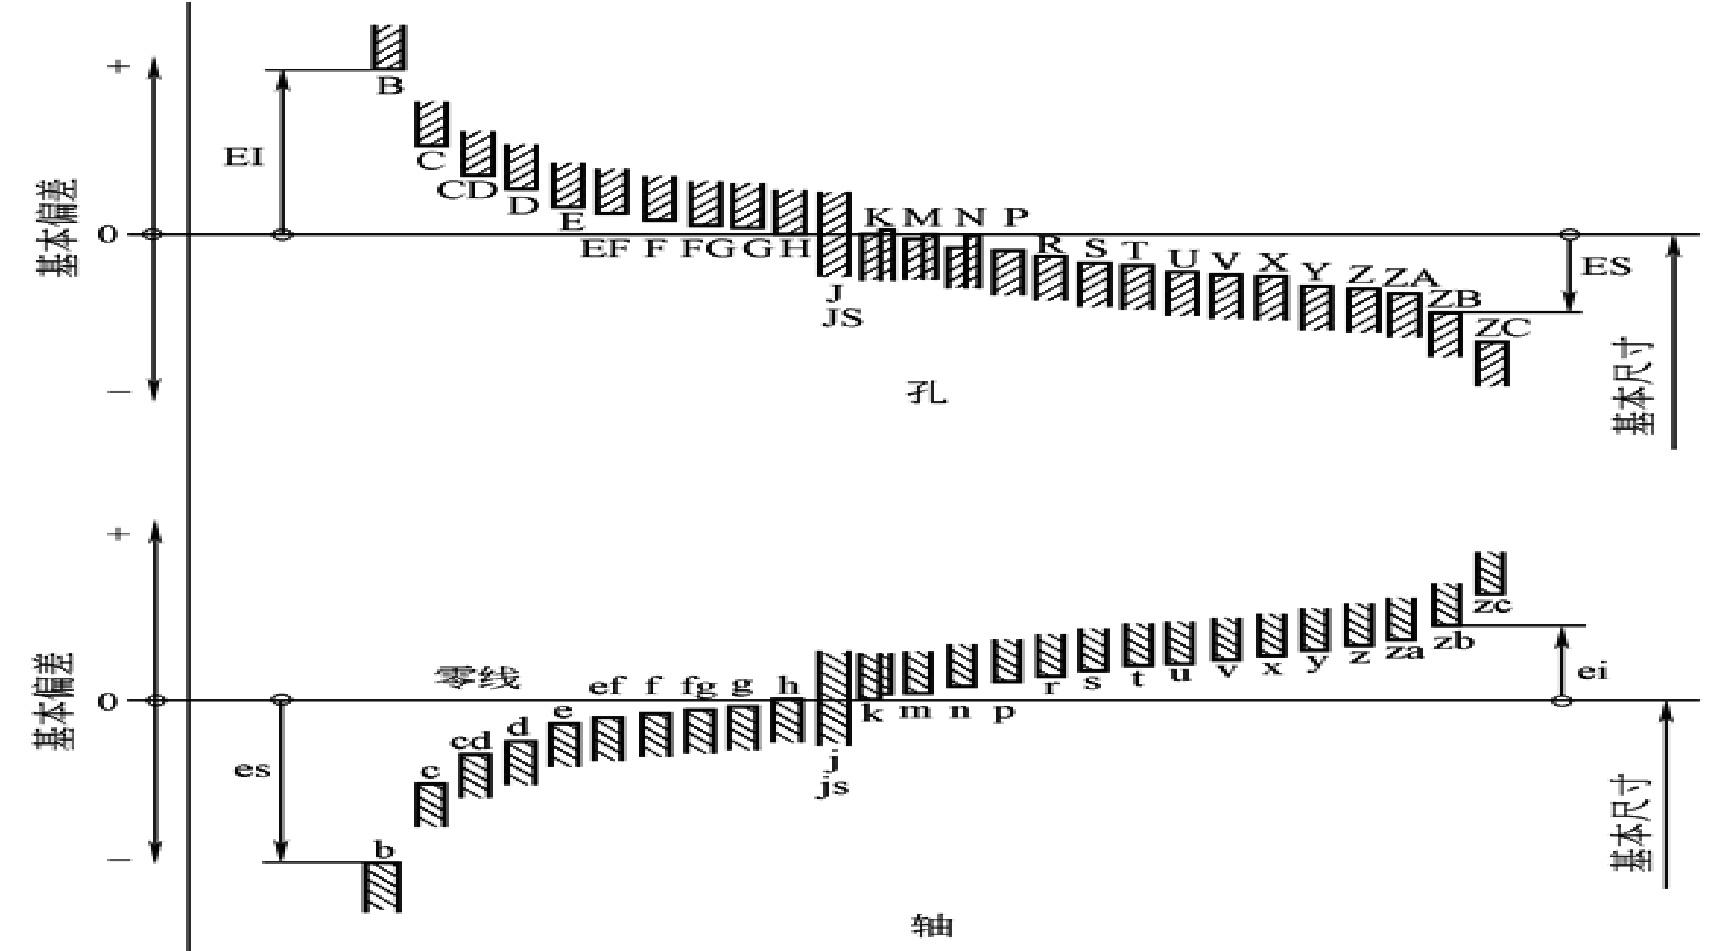 +
B
EI
C
CD
D
E
基本偏差
0
EF F FG G H
K M N P
R S T U V X Y Z ZA ZB ZC
ES
J
JS
基本尺寸
—
孔
+
基本偏差
0
零线
zc
zb
ei
ef f fg g h
k m n p
r s t u v x y z za
e
d
cd
c
es
j
js
b
基本尺寸
—
轴